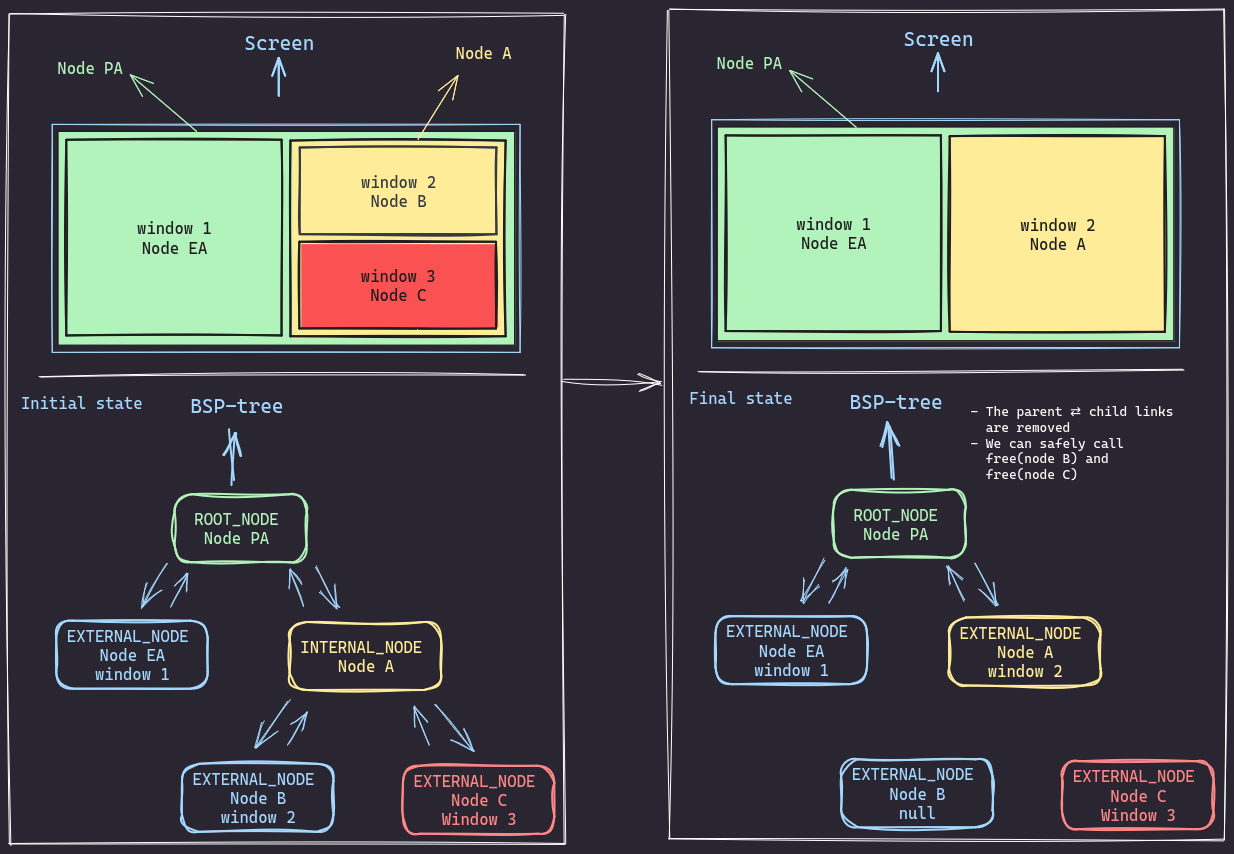 Screen
Node A
Node PA
window 2
Node B
window 1
Node EA
window 3
Node C
Initial state
BSP-tree
ROOT_NODE
Node PA
EXTERNAL_NODE
Node EA
window 1
INTERNAL_NODE
Node A
EXTERNAL_NODE
Node B
window 2
EXTERNAL_NODE
Node C
Window 3
Screen
Node PA
window 1
Node EA
window 2
Node A
Final state
BSP-tree
- The parent ⇄ child links
are removed
- We can safely call
free(node B) and
free(node C)
ROOT_NODE
Node PA
EXTERNAL_NODE
Node EA
window 1
EXTERNAL_NODE
Node A
window 2
EXTERNAL_NODE
Node B
null
EXTERNAL_NODE
Node C
Window 3